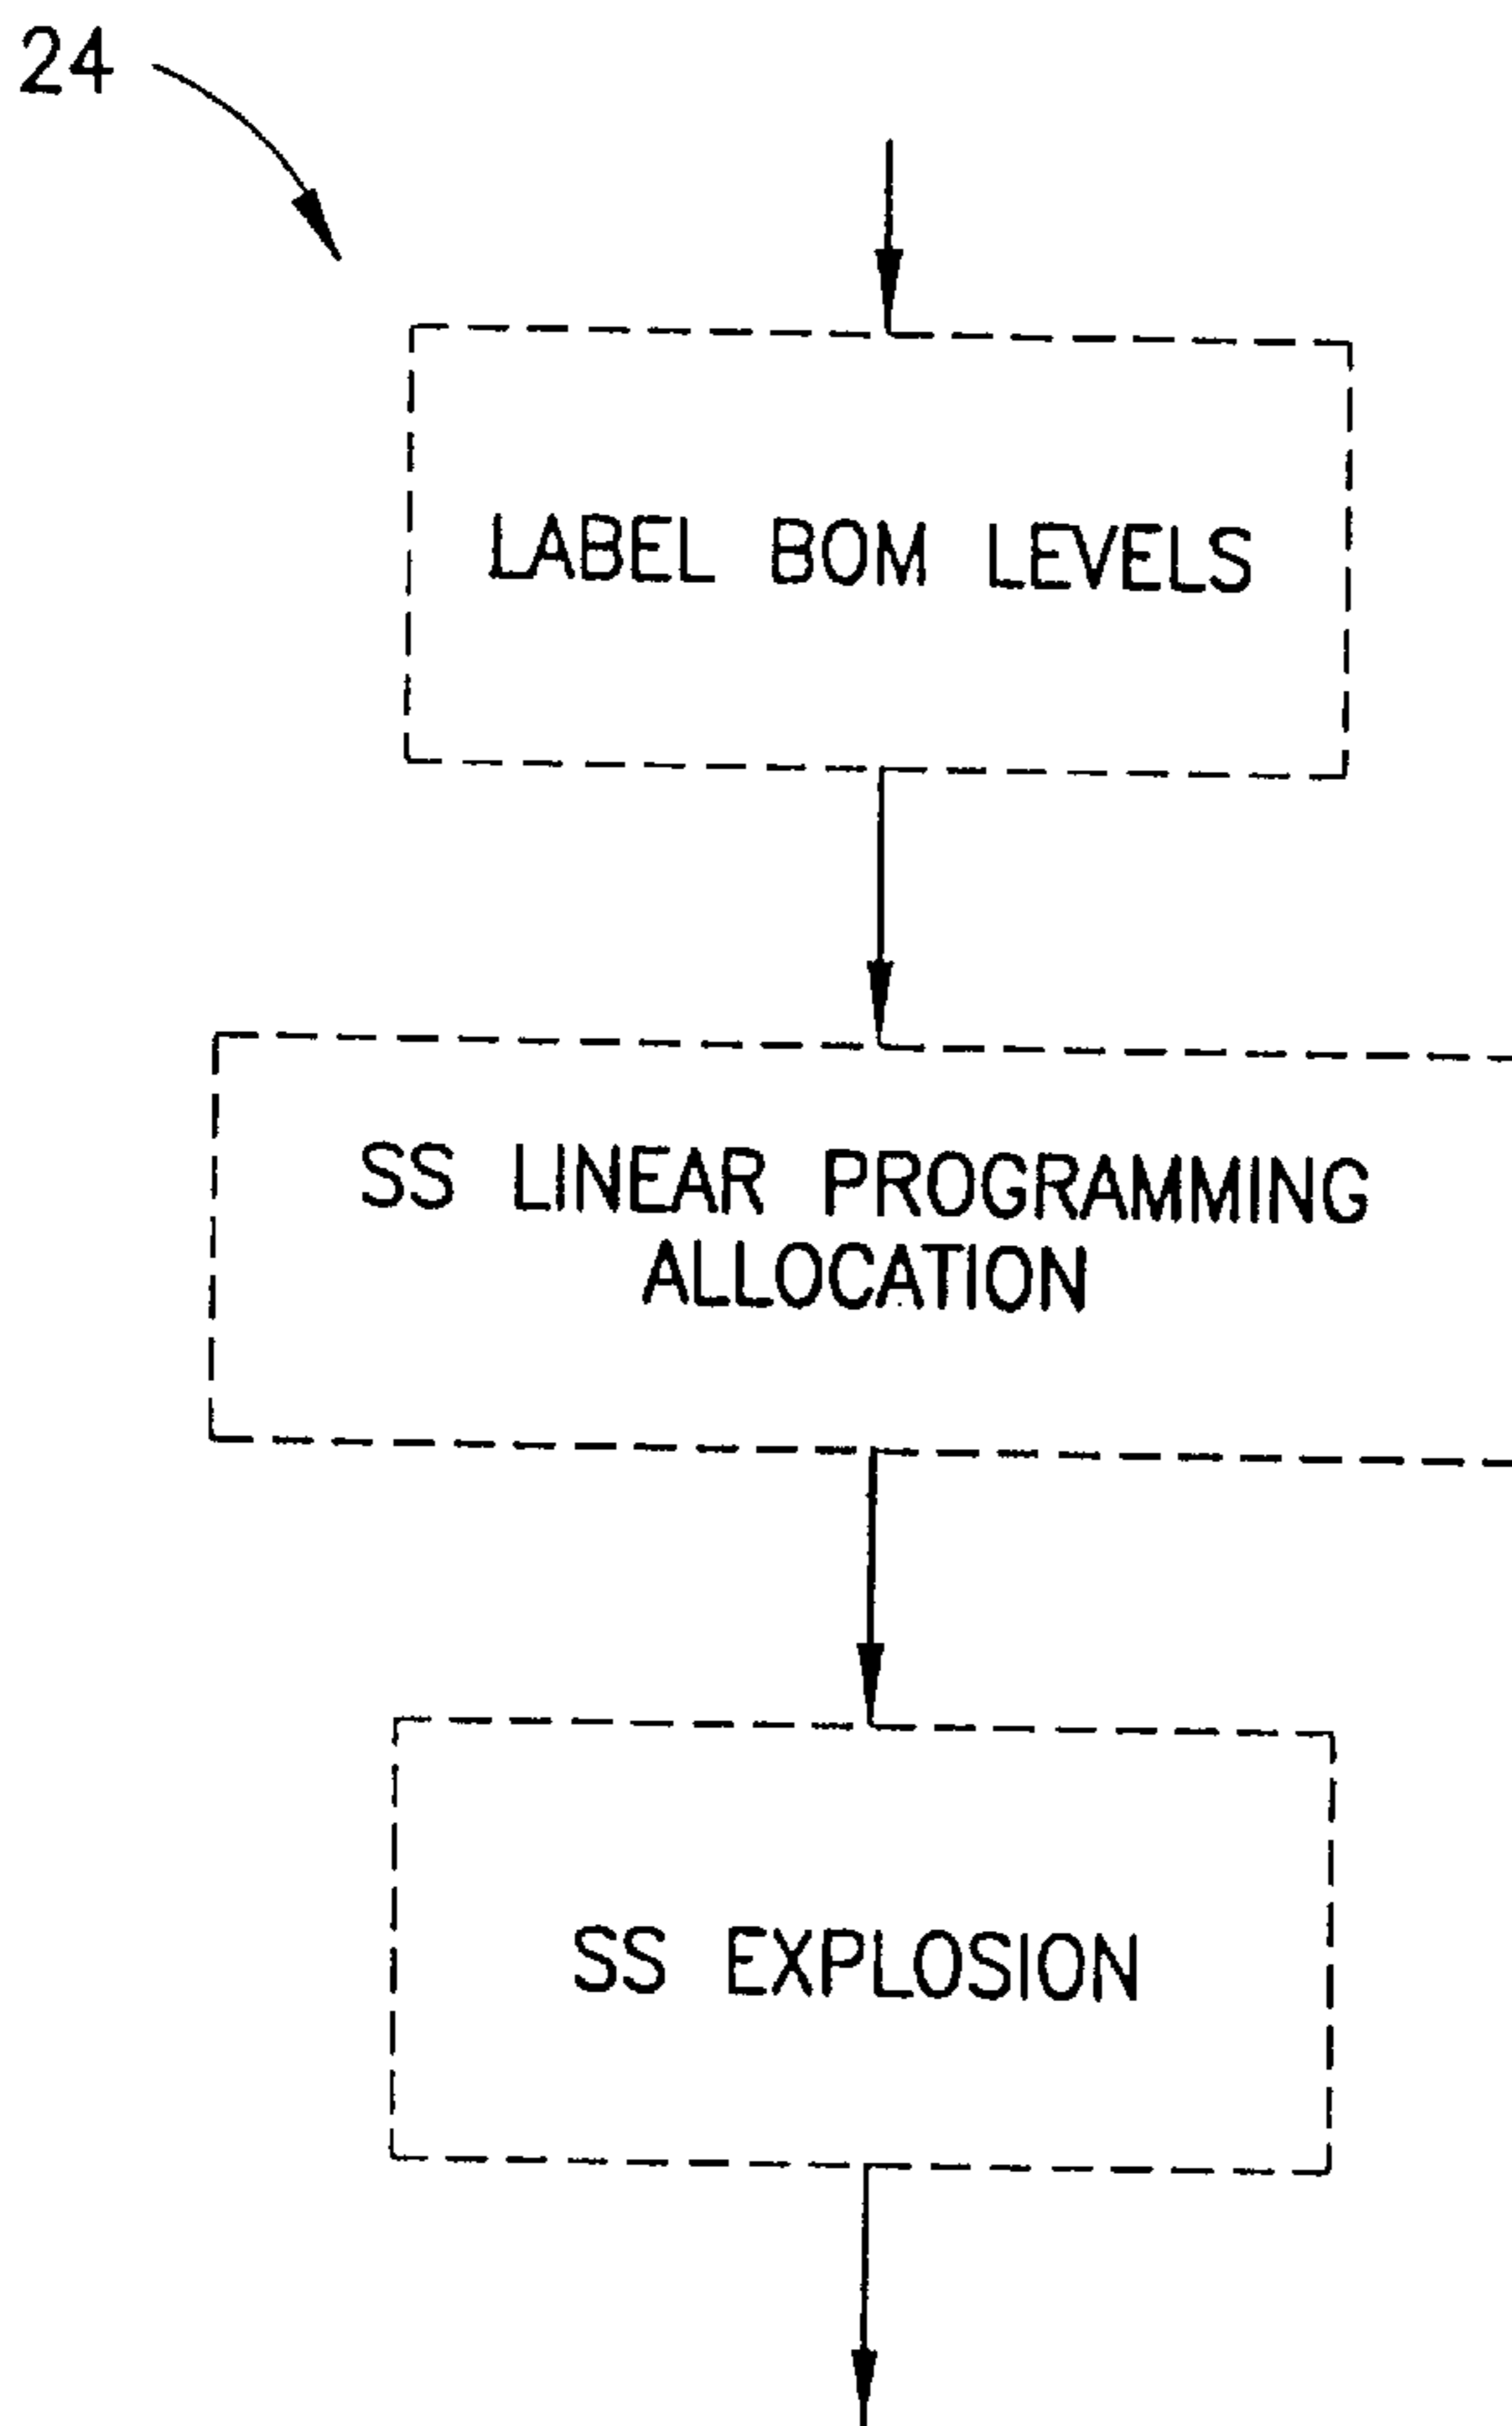 24
LABEL BOM LEVELS
SS LINEAR PROGRAMMING
ALLOCATION
SS EXPLOSION